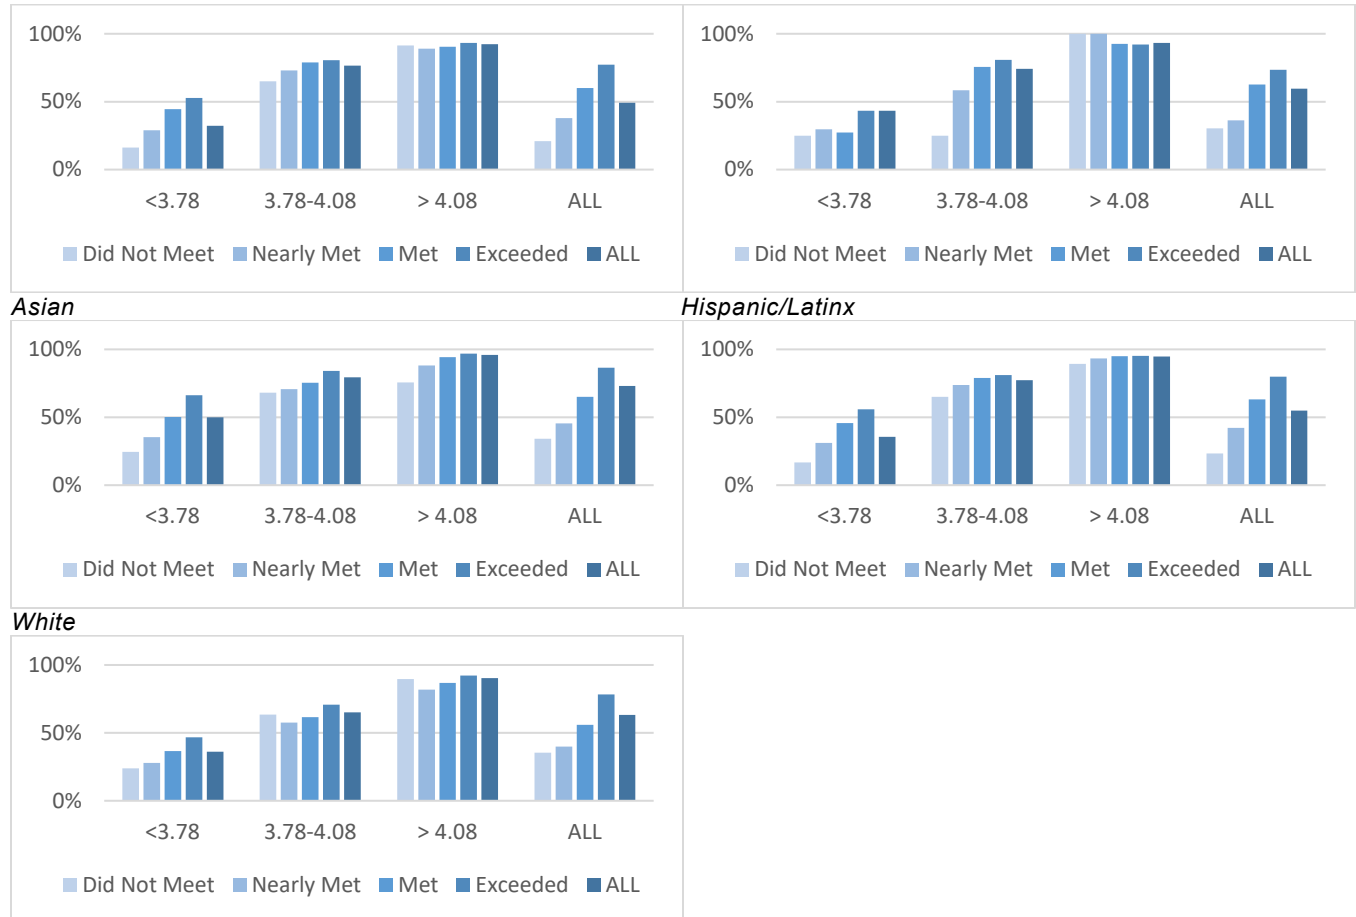 100%
50%
0%
<3.78 3.78-4.08 > 4.08 ALL
Did Not Meet Nearly Met Met Exceeded ALL
100%
50%
0%
<3.78 3.78-4.08 > 4.08 ALL
Did Not Meet Nearly Met Met Exceeded ALL
Asian
Hispanic/Latinx
100%
50%
0%
<3.78 3.78-4.08 > 4.08 ALL
Did Not Meet Nearly Met Met Exceeded ALL
100%
50%
0%
<3.78 3.78-4.08 > 4.08 ALL
Did Not Meet Nearly Met Met Exceeded ALL
White
100%
50%
0%
<3.78 3.78-4.08 > 4.08 ALL
Did Not Meet Nearly Met Met Exceeded ALL